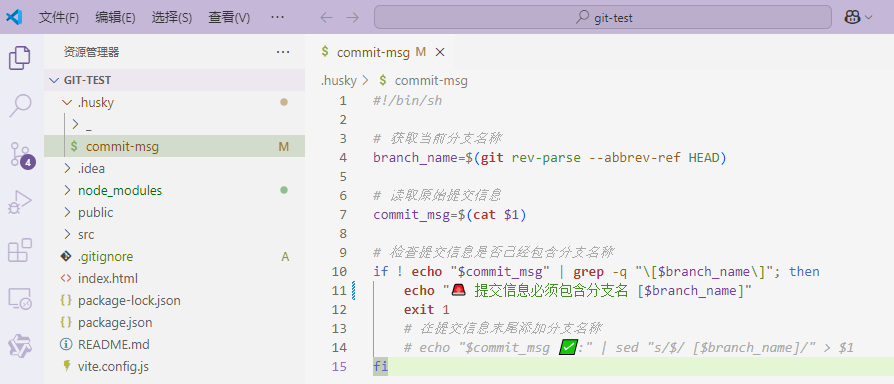 文件(F) 编辑(E) 选择(S) ··· git-test
资源管理器 ···
GIT-TEST
.husky
_
$ commit-msg M
.idea
node_modules
public
src
.gitignore A
<> index.html
{} package-lock.json
{} package.json
README.md
vite.config.js
4
$ commit-msg M ×
.husky > $ commit-msg
1 #!/bin/sh
2
3 # 获取当前分支名称
4 branch_name=$(git rev-parse --abbrev-ref HEAD)
5
6 # 读取原始提交信息
7 commit_msg=$(cat $1)
8
9 # 检查提交信息是否已经包含分支名称
10 if ! echo "$commit_msg" | grep -q "\[$branch_name\]"; then
11 echo "🚨 提交信息必须包含分支名 [$branch_name]"
12 exit 1
13 # 在提交信息末尾添加分支名称
14 # echo "$commit_msg ✅:" | sed "s/$/ [$branch_name]/" > $1
15 fi